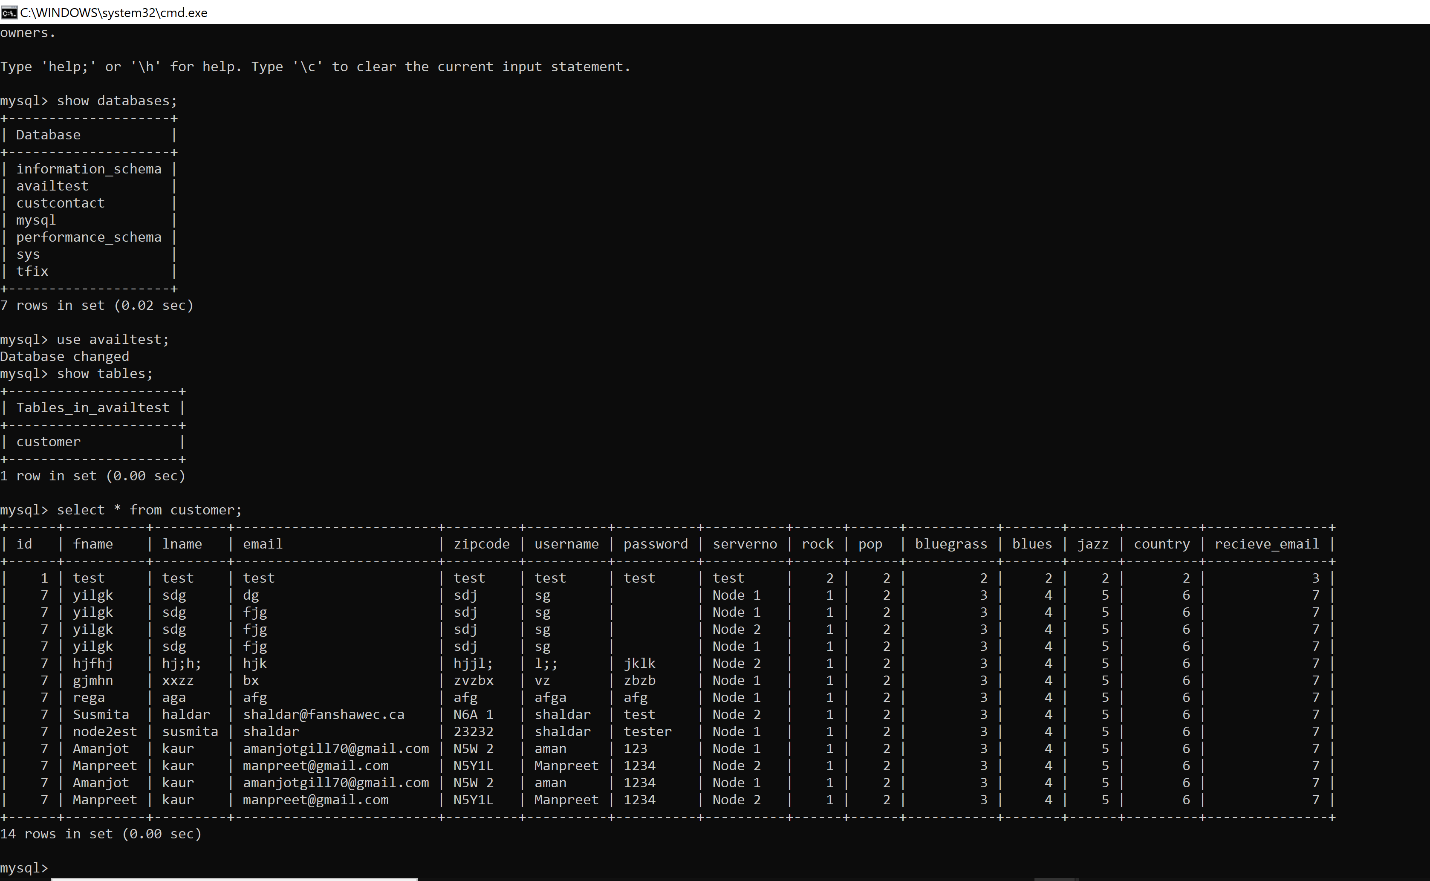 C:\WINDOWS\system32\cmd.exe
owners.
Type 'help;' or '\h' for help. Type '\c' to clear the current input statement.
mysql> show databases;
+--------------------+
| Database           |
+--------------------+
| information_schema |
| availtest          |
| custcontact        |
| mysql              |
| performance_schema |
| sys                |
| tfix               |
+--------------------+
7 rows in set (0.02 sec)
mysql> use availtest;
Database changed
mysql> show tables;
+---------------------+
| Tables_in_availtest |
+---------------------+
| customer            |
+---------------------+
1 row in set (0.00 sec)
mysql> select * from customer;
+------+----------+---------+-------------------------+---------+----------+----------+----------+------+------+-----------+-------+------+---------+---------------+
| id   | fname    | lname   | email                   | zipcode | username | password | serverno | rock | pop  | bluegrass | blues | jazz | country | recieve_email |
+------+----------+---------+-------------------------+---------+----------+----------+----------+------+------+-----------+-------+------+---------+---------------+
|    1 | test     | test    | test                    | test    | test     | test     | test     |    2 |    2 |         2 |     2 |    2 |       2 |             3 |
|    7 | yilgk    | sdg     | dg                      | sdj     | sg       |          | Node 1   |    1 |    2 |         3 |     4 |    5 |       6 |             7 |
|    7 | yilgk    | sdg     | fjg                     | sdj     | sg       |          | Node 1   |    1 |    2 |         3 |     4 |    5 |       6 |             7 |
|    7 | yilgk    | sdg     | fjg                     | sdj     | sg       |          | Node 2   |    1 |    2 |         3 |     4 |    5 |       6 |             7 |
|    7 | yilgk    | sdg     | fjg                     | sdj     | sg       |          | Node 1   |    1 |    2 |         3 |     4 |    5 |       6 |             7 |
|    7 | hjfhj    | hj;h;   | hjk                     | hjjl;   | l;;      | jklk     | Node 2   |    1 |    2 |         3 |     4 |    5 |       6 |             7 |
|    7 | gjmhn    | xxzz    | bx                      | zvzbx   | vz       | zbzb     | Node 1   |    1 |    2 |         3 |     4 |    5 |       6 |             7 |
|    7 | rega     | aga     | afg                     | afg     | afga     | afg      | Node 1   |    1 |    2 |         3 |     4 |    5 |       6 |             7 |
|    7 | Susmita  | haldar  | shaldar@fanshawec.ca    | N6A 1   | shaldar  | test     | Node 2   |    1 |    2 |         3 |     4 |    5 |       6 |             7 |
|    7 | node2est | susmita | shaldar                 | 23232   | shaldar  | tester   | Node 1   |    1 |    2 |         3 |     4 |    5 |       6 |             7 |
|    7 | Amanjot  | kaur    | amanjotgill70@gmail.com | N5W 2   | aman     | 123      | Node 1   |    1 |    2 |         3 |     4 |    5 |       6 |             7 |
|    7 | Manpreet | kaur    | manpreet@gmail.com      | N5Y1L   | Manpreet | 1234     | Node 2   |    1 |    2 |         3 |     4 |    5 |       6 |             7 |
|    7 | Amanjot  | kaur    | amanjotgill70@gmail.com | N5W 2   | aman     | 1234     | Node 1   |    1 |    2 |         3 |     4 |    5 |       6 |             7 |
|    7 | Manpreet | kaur    | manpreet@gmail.com      | N5Y1L   | Manpreet | 1234     | Node 2   |    1 |    2 |         3 |     4 |    5 |       6 |             7 |
+------+----------+---------+-------------------------+---------+----------+----------+----------+------+------+-----------+-------+------+---------+---------------+
14 rows in set (0.00 sec)
mysql>